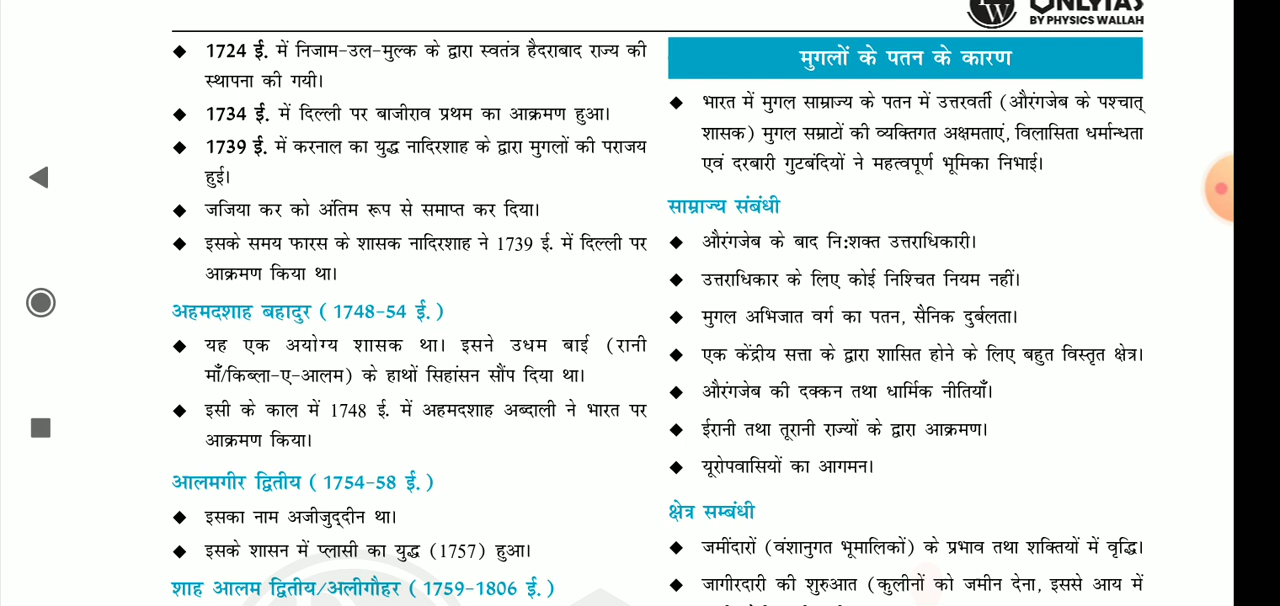 ONLYIAS
BY PHYSICS WALLAH
◆ 1724 ई. में निजाम-उल-मुल्क के द्वारा स्वतंत्र हैदराबाद राज्य की
स्थापना की गयी।
◆ 1734 ई. में दिल्ली पर बाजीराव प्रथम का आक्रमण हुआ।
◆ 1739 ई. में करनाल का युद्ध नादिरशाह के द्वारा मुगलों की पराजय
हुई।
◆ जजिया कर को अंतिम रूप से समाप्त कर दिया।
◆ इसके समय फारस के शासक नादिरशाह ने 1739 ई. में दिल्ली पर
आक्रमण किया था।
अहमदशाह बहादुर ( 1748-54 ई. )
◆ यह एक अयोग्य शासक था। इसने उधम बाई (रानी
माँ/किब्ला-ए-आलम) के हाथों सिहांसन सौंप दिया था।
◆ इसी के काल में 1748 ई. में अहमदशाह अब्दाली ने भारत पर
आक्रमण किया।
आलमगीर द्वितीय ( 1754-58 ई. )
◆ इसका नाम अजीजुद्दीन था।
◆ इसके शासन में प्लासी का युद्ध (1757) हुआ।
शाह आलम द्वितीय/अलीगौहर ( 1759-1806 ई. )
मुगलों के पतन के कारण
◆ भारत में मुगल साम्राज्य के पतन में उत्तरवर्ती (औरंगजेब के पश्चात्
शासक) मुगल सम्राटों की व्यक्तिगत अक्षमताएं, विलासिता धर्मान्धता
एवं दरबारी गुटबंदियों ने महत्वपूर्ण भूमिका निभाई।
साम्राज्य संबंधी
◆ औरंगजेब के बाद नि:शक्त उत्तराधिकारी।
◆ उत्तराधिकार के लिए कोई निश्चित नियम नहीं।
◆ मुगल अभिजात वर्ग का पतन, सैनिक दुर्बलता।
◆ एक केंद्रीय सत्ता के द्वारा शासित होने के लिए बहुत विस्तृत क्षेत्र।
◆ औरंगजेब की दक्कन तथा धार्मिक नीतियाँ।
◆ ईरानी तथा तूरानी राज्यों के द्वारा आक्रमण।
◆ यूरोपवासियों का आगमन।
क्षेत्र सम्बंधी
◆ जमींदारों (वंशानुगत भूमालिकों) के प्रभाव तथा शक्तियों में वृद्धि।
◆ जागीरदारी की शुरुआत (कुलीनों को जमीन देना, इससे आय में